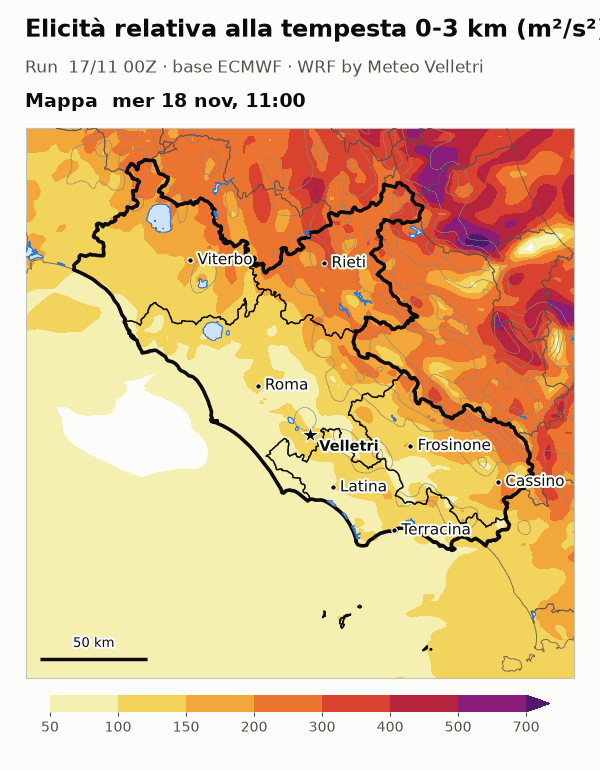 Elicità relativa alla tempesta 0-3 km (m²/s²)
Run 17/11 00Z · base ECMWF · WRF by Meteo Velletri
Mappa mer 18 nov, 11:00
Viterbo
Rieti
Roma
Velletri
Frosinone
Cassino
Latina
Terracina
50 km
50 100 150 200 300 400 500 700